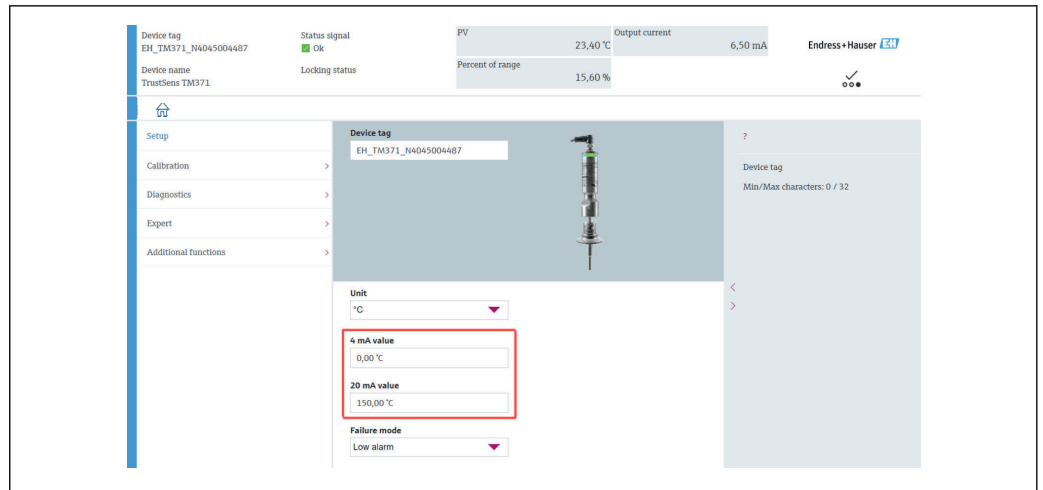 Device tag
EH_TM371_N4045004487
Status signal
Ok
PV
23,40 °C
Output current
6,50 mA
Endress+Hauser EH
Device name
TrustSens TM371
Locking status
Percent of range
15,60 %
Setup
Calibration
Diagnostics
Expert
Additional functions
Device tag
EH_TM371_N4045004487
?
Device tag
Min/Max characters: 0 / 32
Unit
°C
4 mA value
0,00 °C
20 mA value
150,00 °C
Failure mode
Low alarm